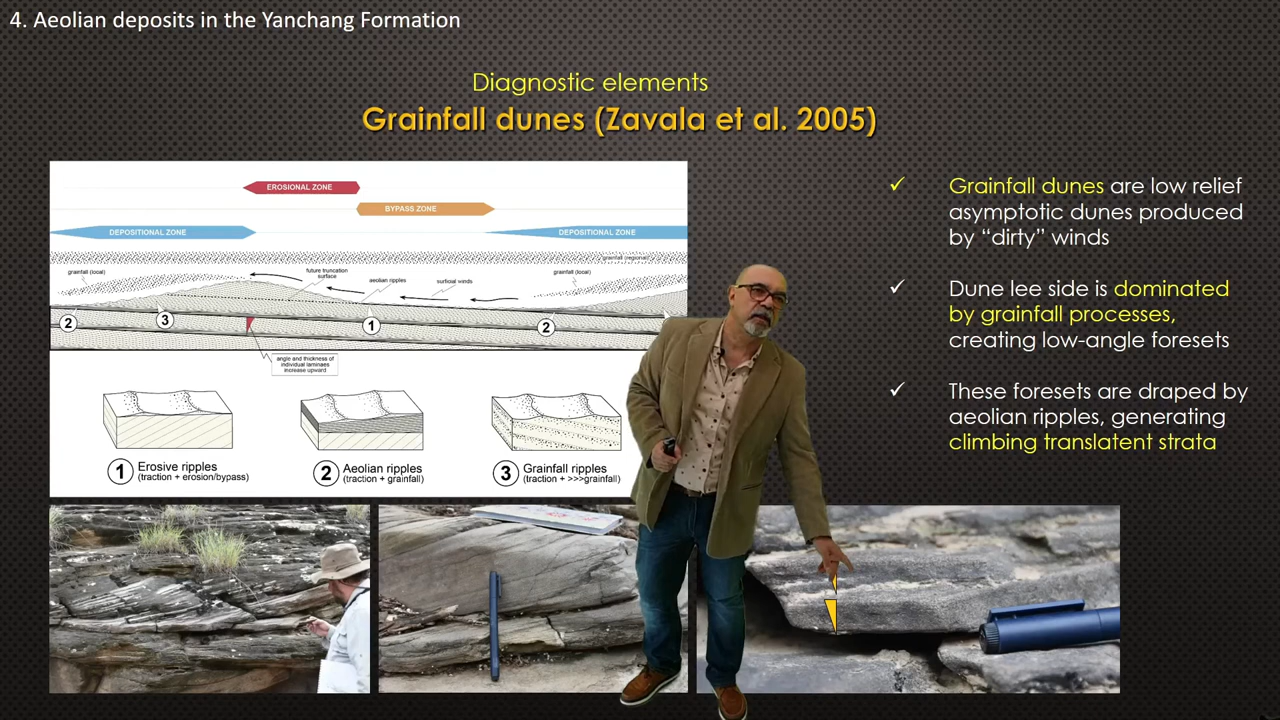 4. Aeolian deposits in the Yanchang Formation
Diagnostic elements
Grainfall dunes (Zavala et al. 2005)
EROSIONAL ZONE
BYPASS ZONE
DEPOSITIONAL ZONE
DEPOSITIONAL ZONE
grainfall (regional)
grainfall (local)
future truncation
surface
aeolian ripples
surficial winds
grainfall (local)
2
3
1
2
angle and thickness of
individual laminaes
increase upward
1 Erosive ripples
(traction + erosion/bypass)
2 Aeolian ripples
(traction + grainfall)
3 Grainfall ripples
(traction + >>>grainfall)
✓ Grainfall dunes are low relief
asymptotic dunes produced
by “dirty” winds
✓ Dune lee side is dominated
by grainfall processes,
creating low-angle foresets
✓ These foresets are draped by
aeolian ripples, generating
climbing translatent strata